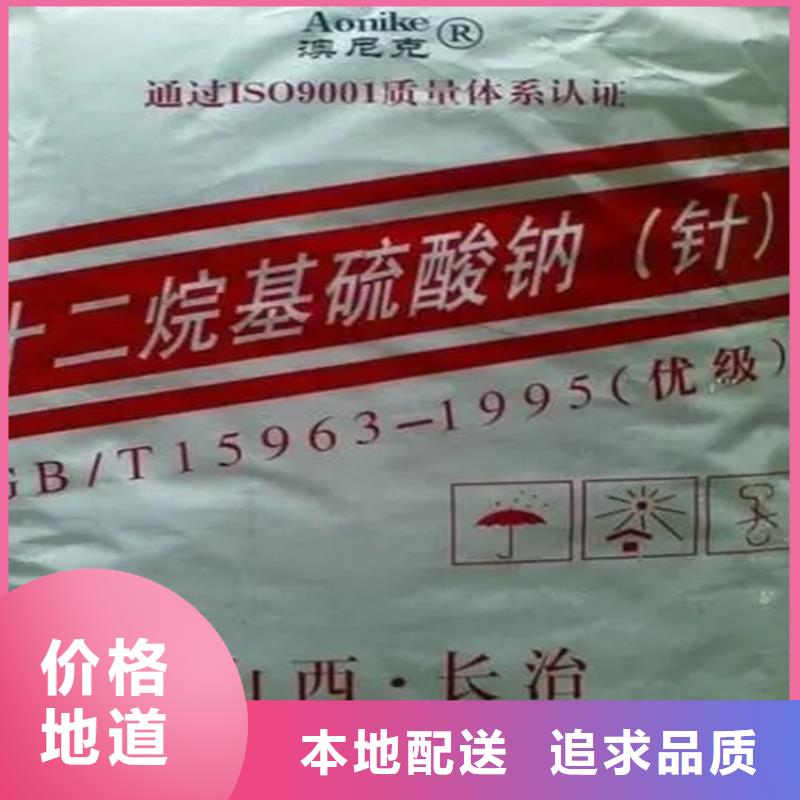 Aonike
澳尼克®
通过ISO9001质量体系认证
十二烷基硫酸钠(针)
GB/T15963-1995(优级)
山西·长治
价格
地道
本地配送 追求品质